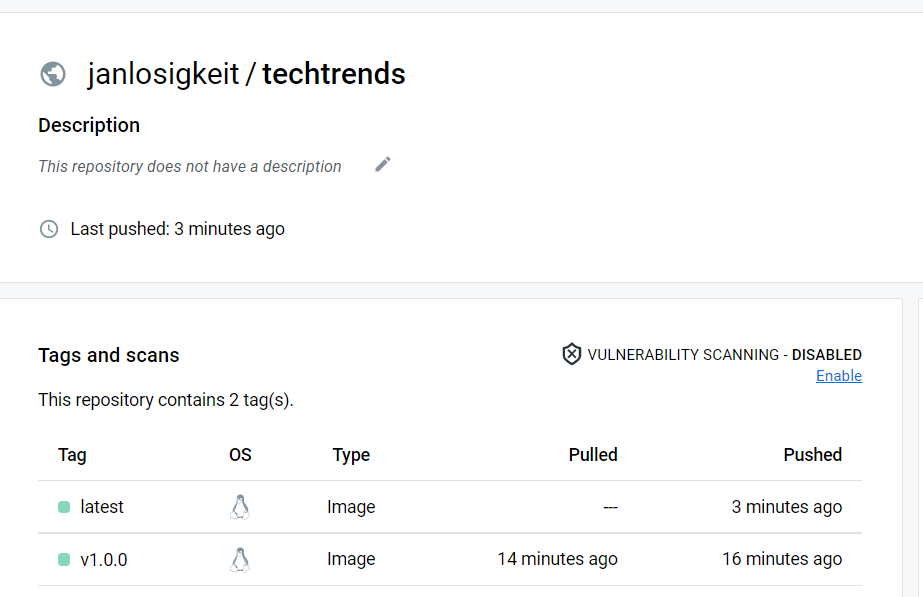 janlosigkeit / techtrends
Description
This repository does not have a description
Last pushed: 3 minutes ago
Tags and scans
VULNERABILITY SCANNING - DISABLED
Enable
This repository contains 2 tag(s).
Tag OS Type Pulled Pushed
latest Image --- 3 minutes ago
v1.0.0 Image 14 minutes ago 16 minutes ago